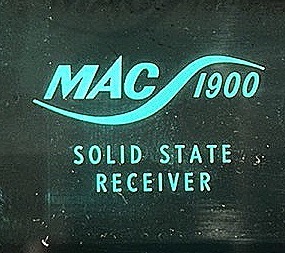 MAC 1900
SOLID STATE
RECEIVER